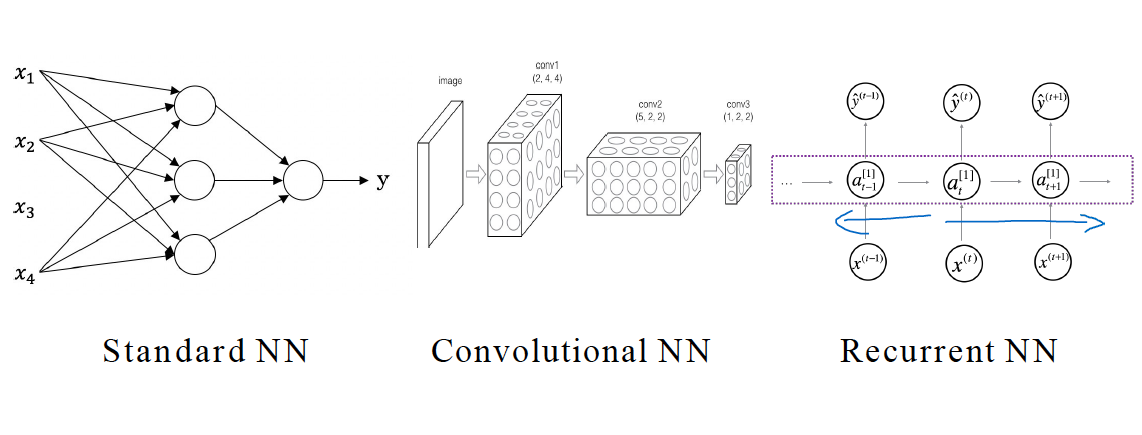 x₁
x₂
x₃
x₄
y
image
conv1
(2, 4, 4)
conv2
(5, 2, 2)
conv3
(1, 2, 2)
ŷ⁽ᵗ⁻¹⁾ ŷ⁽ᵗ⁾ ŷ⁽ᵗ⁺¹⁾
... a[1]t−1 a[1]t a[1]t+1
x⁽ᵗ⁻¹⁾ x⁽ᵗ⁾ x⁽ᵗ⁺¹⁾
Standard NN
Convolutional NN
Recurrent NN